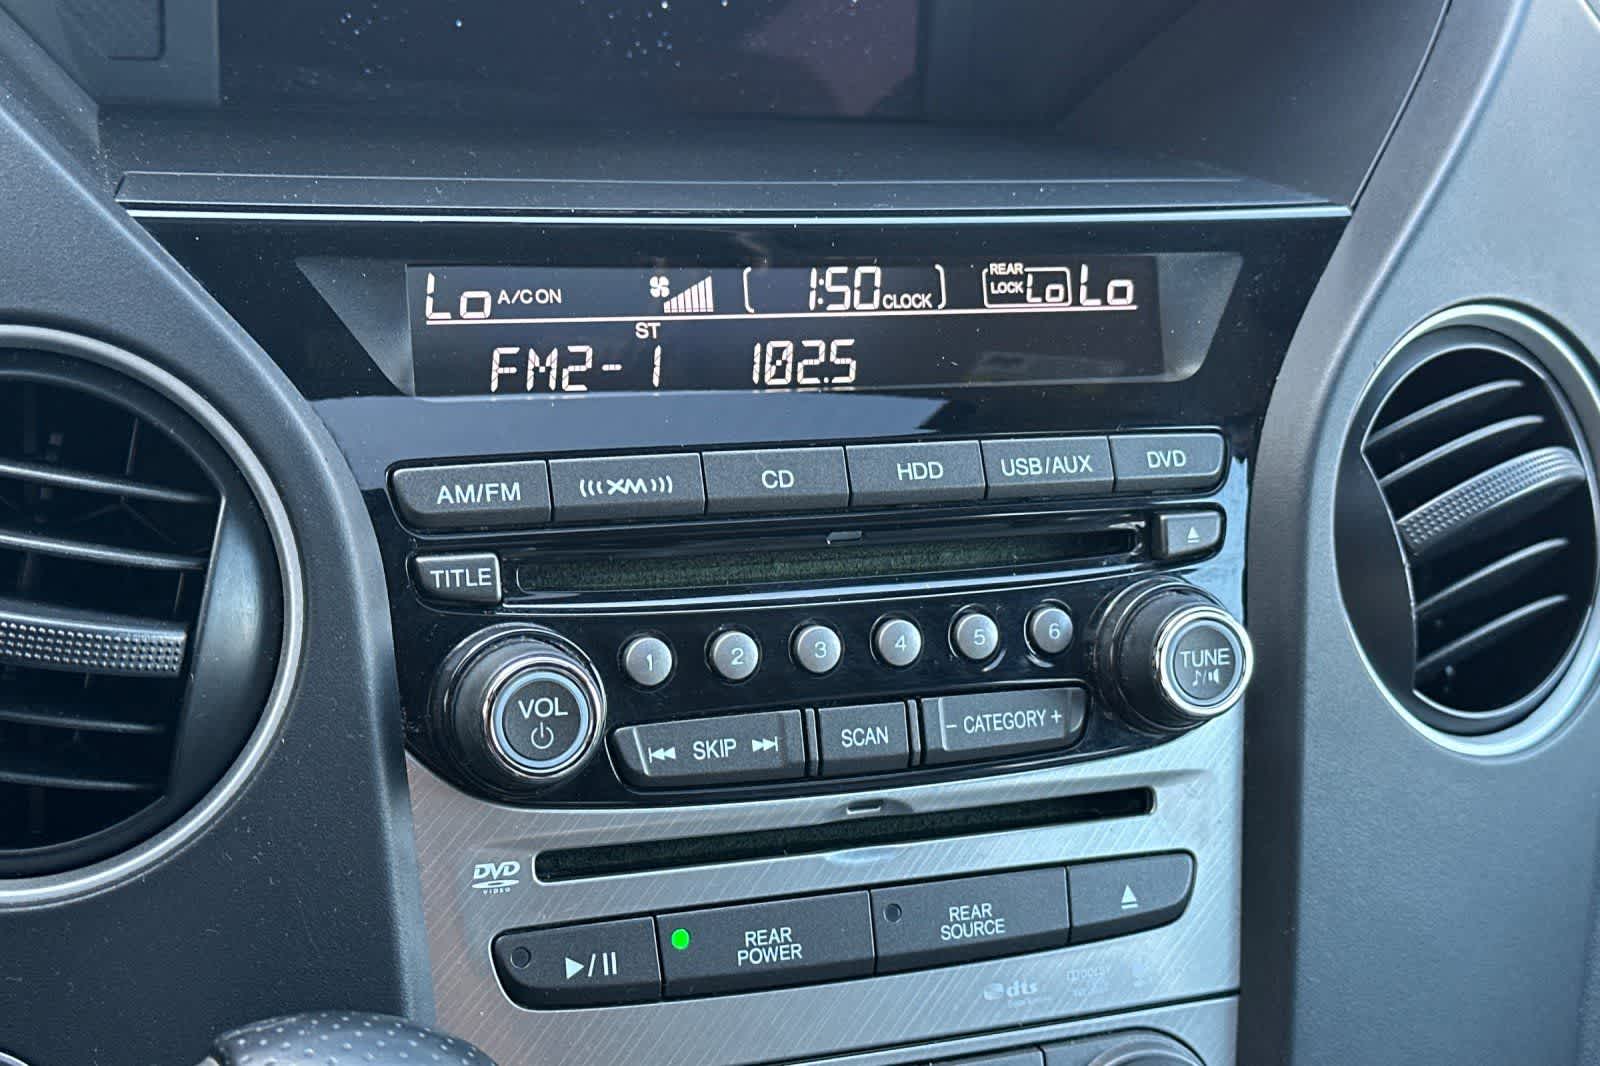 Lo A/C ON ( 1:50 CLOCK ) REAR LOCK Lo Lo
ST
FM2-1 102.5
AM/FM (((XM))) CD HDD USB/AUX DVD
TITLE
1 2 3 4 5 6
VOL TUNE
SKIP SCAN - CATEGORY +
DVD
VIDEO
REAR POWER REAR SOURCE
dts